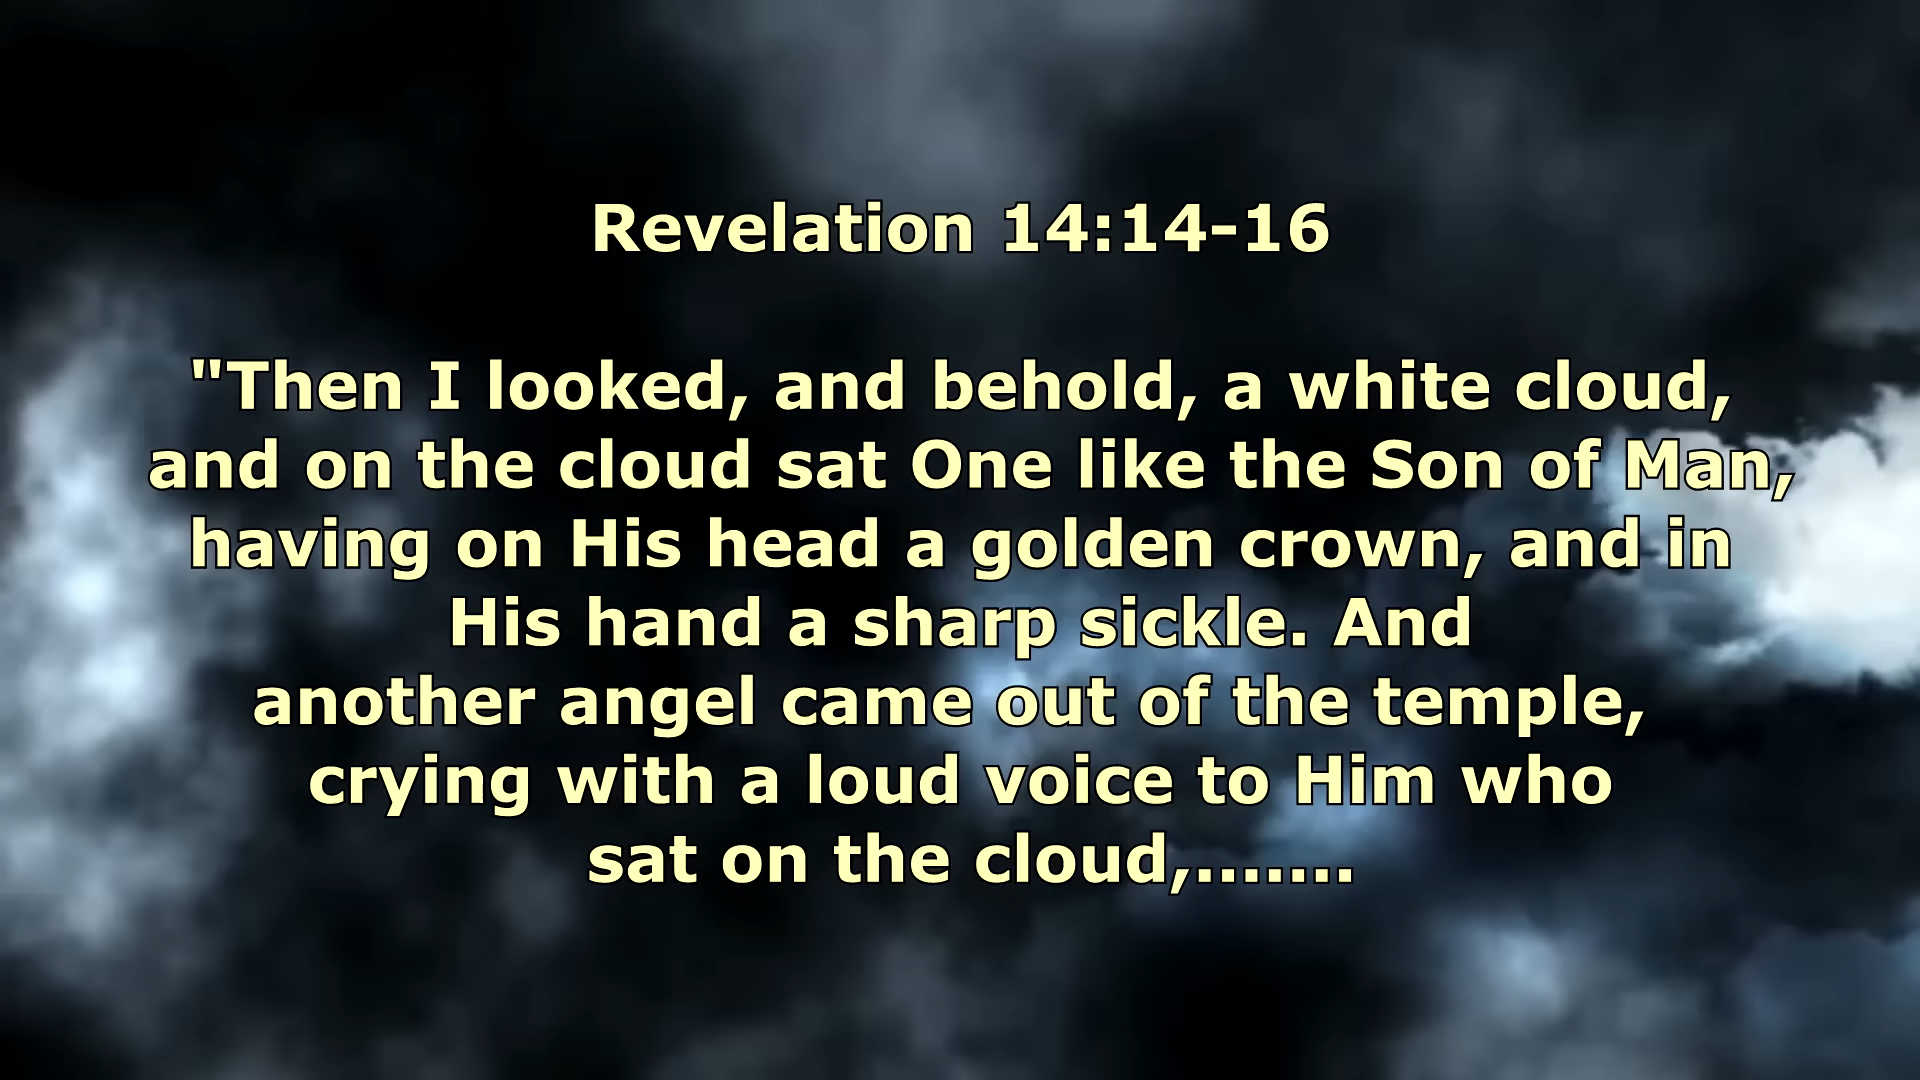 Revelation 14:14-16
"Then I looked, and behold, a white cloud,
and on the cloud sat One like the Son of Man,
having on His head a golden crown, and in
His hand a sharp sickle. And
another angel came out of the temple,
crying with a loud voice to Him who
sat on the cloud,.......